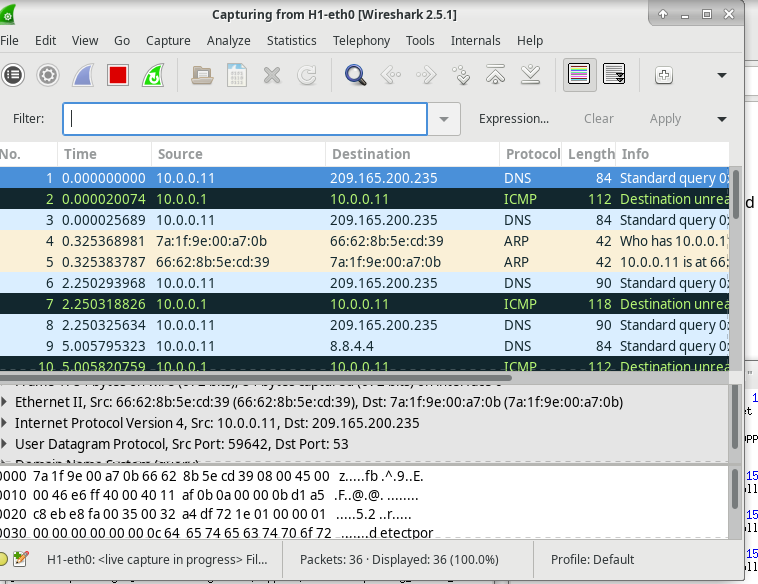 Capturing from H1-eth0 [Wireshark 2.5.1]
File Edit View Go Capture Analyze Statistics Telephony Tools Internals Help
Filter: Expression... Clear Apply
No. Time Source Destination Protocol Length Info
1 0.000000000 10.0.0.11 209.165.200.235 DNS 84 Standard query 0
2 0.000020074 10.0.0.1 10.0.0.11 ICMP 112 Destination unrea
3 0.000025689 10.0.0.11 209.165.200.235 DNS 84 Standard query 0
4 0.325368981 7a:1f:9e:00:a7:0b 66:62:8b:5e:cd:39 ARP 42 Who has 10.0.0.1
5 0.325383787 66:62:8b:5e:cd:39 7a:1f:9e:00:a7:0b ARP 42 10.0.0.11 is at 66:
6 2.250293968 10.0.0.11 209.165.200.235 DNS 90 Standard query 0
7 2.250318826 10.0.0.1 10.0.0.11 ICMP 118 Destination unrea
8 2.250325634 10.0.0.11 209.165.200.235 DNS 90 Standard query 0
9 5.005795323 10.0.0.11 8.8.4.4 DNS 84 Standard query 0
10 5.005820759 10.0.0.1 10.0.0.11 ICMP 112 Destination unrea
Ethernet II, Src: 66:62:8b:5e:cd:39 (66:62:8b:5e:cd:39), Dst: 7a:1f:9e:00:a7:0b (7a:1f:9e:00:a7:0b)
Internet Protocol Version 4, Src: 10.0.0.11, Dst: 209.165.200.235
User Datagram Protocol, Src Port: 59642, Dst Port: 53
0000 7a 1f 9e 00 a7 0b 66 62 8b 5e cd 39 08 00 45 00 z.....fb .^.9..E.
0010 00 46 e6 ff 40 00 40 11 af 0b 0a 00 00 0b d1 a5 .F..@.@. ........
0020 c8 eb e8 fa 00 35 00 32 a4 df 72 1e 01 00 00 01 .....5.2 ..r.....
0030 00 00 00 00 00 00 0c 64 65 74 65 63 74 70 6f 72 .......d etectpor
H1-eth0: <live capture in progress> Fil... Packets: 36 · Displayed: 36 (100.0%) Profile: Default